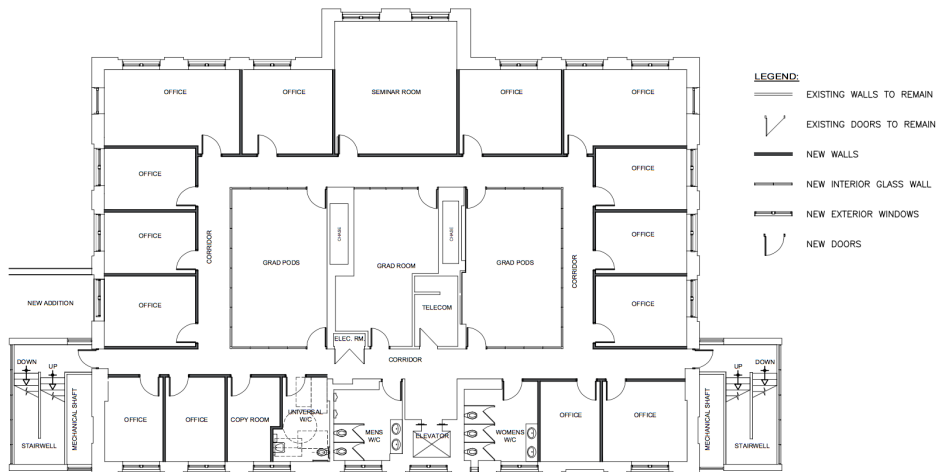 OFFICE
OFFICE
SEMINAR ROOM
OFFICE
OFFICE
OFFICE
OFFICE
OFFICE
OFFICE
CORRIDOR
GRAD PODS
CHASE
GRAD ROOM
CHASE
GRAD PODS
CORRIDOR
OFFICE
OFFICE
NEW ADDITION
TELECOM
ELEC. RM.
CORRIDOR
DOWN
UP
STAIRWELL
MECHANICAL SHAFT
OFFICE
OFFICE
COPY ROOM
UNIVERSAL
W/C
MENS
W/C
ELEVATOR
WOMENS
W/C
OFFICE
OFFICE
MECHANICAL SHAFT
UP
DOWN
STAIRWELL
LEGEND:
EXISTING WALLS TO REMAIN
EXISTING DOORS TO REMAIN
NEW WALLS
NEW INTERIOR GLASS WALL
NEW EXTERIOR WINDOWS
NEW DOORS